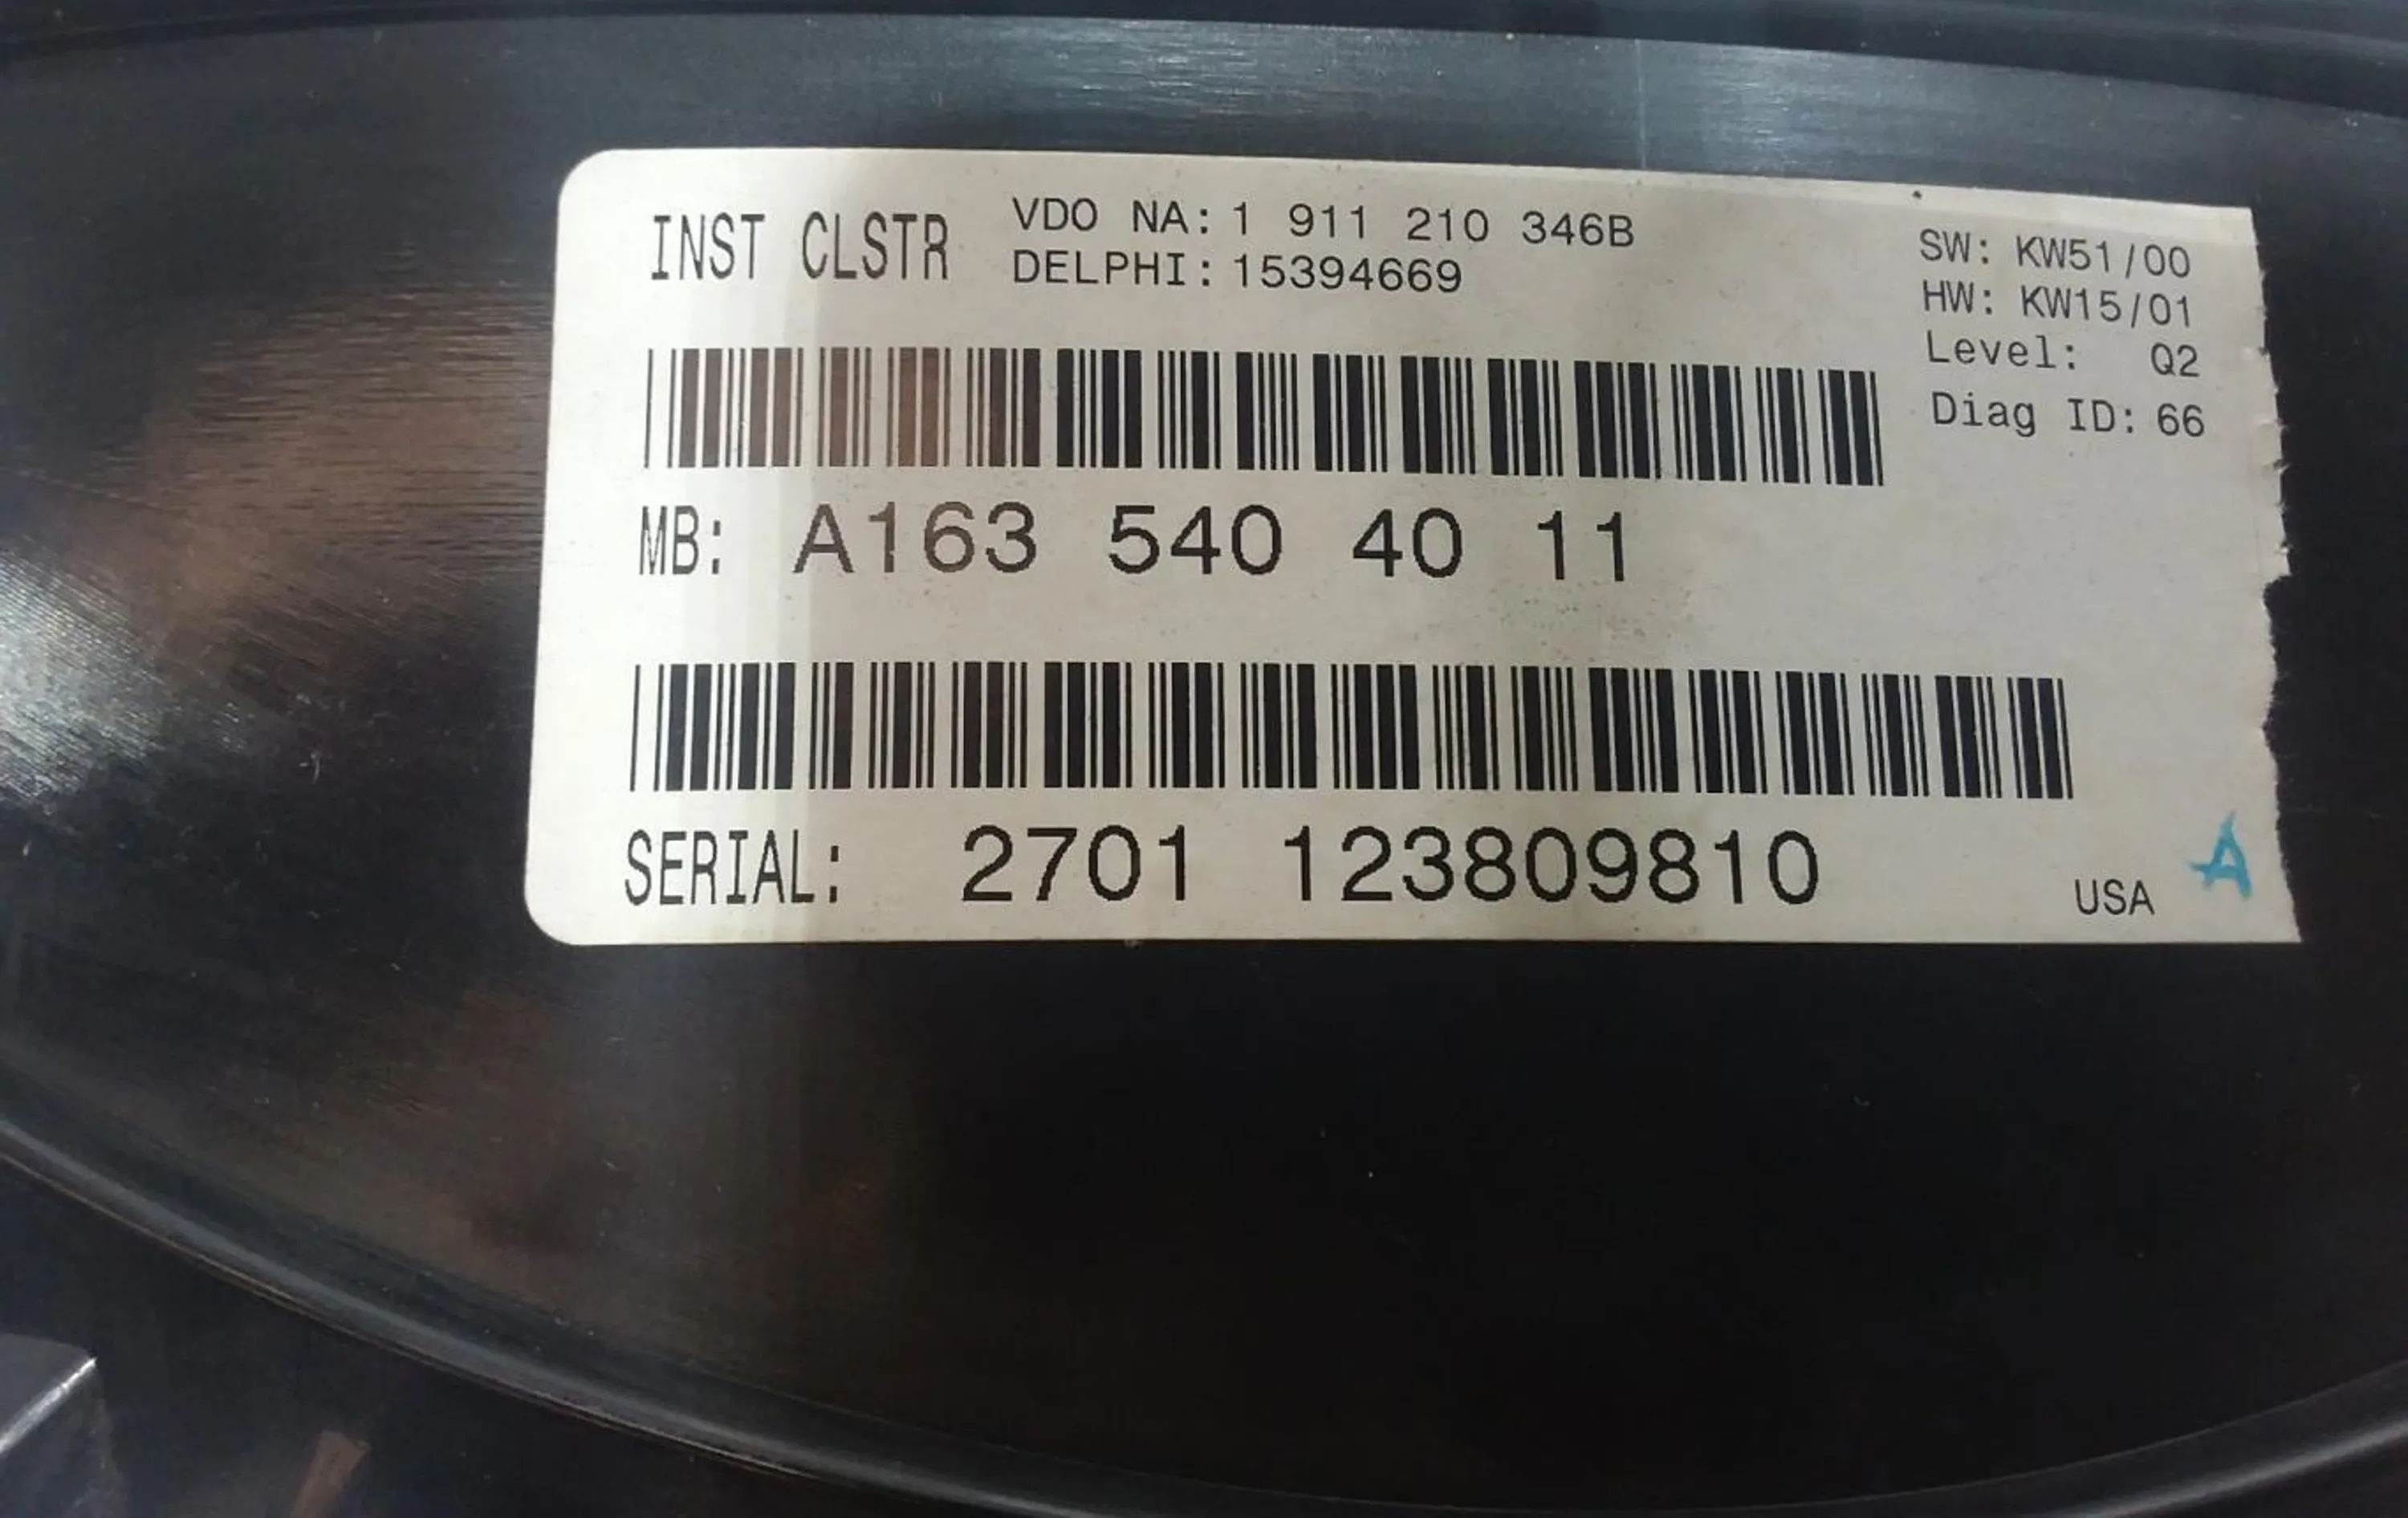 INST CLSTR
VDO NA: 1 911 210 346B
DELPHI: 15394669
SW: KW51/00
HW: KW15/01
Level: Q2
Diag ID: 66
MB: A163 540 40 11
SERIAL: 2701 123809810
USA
A